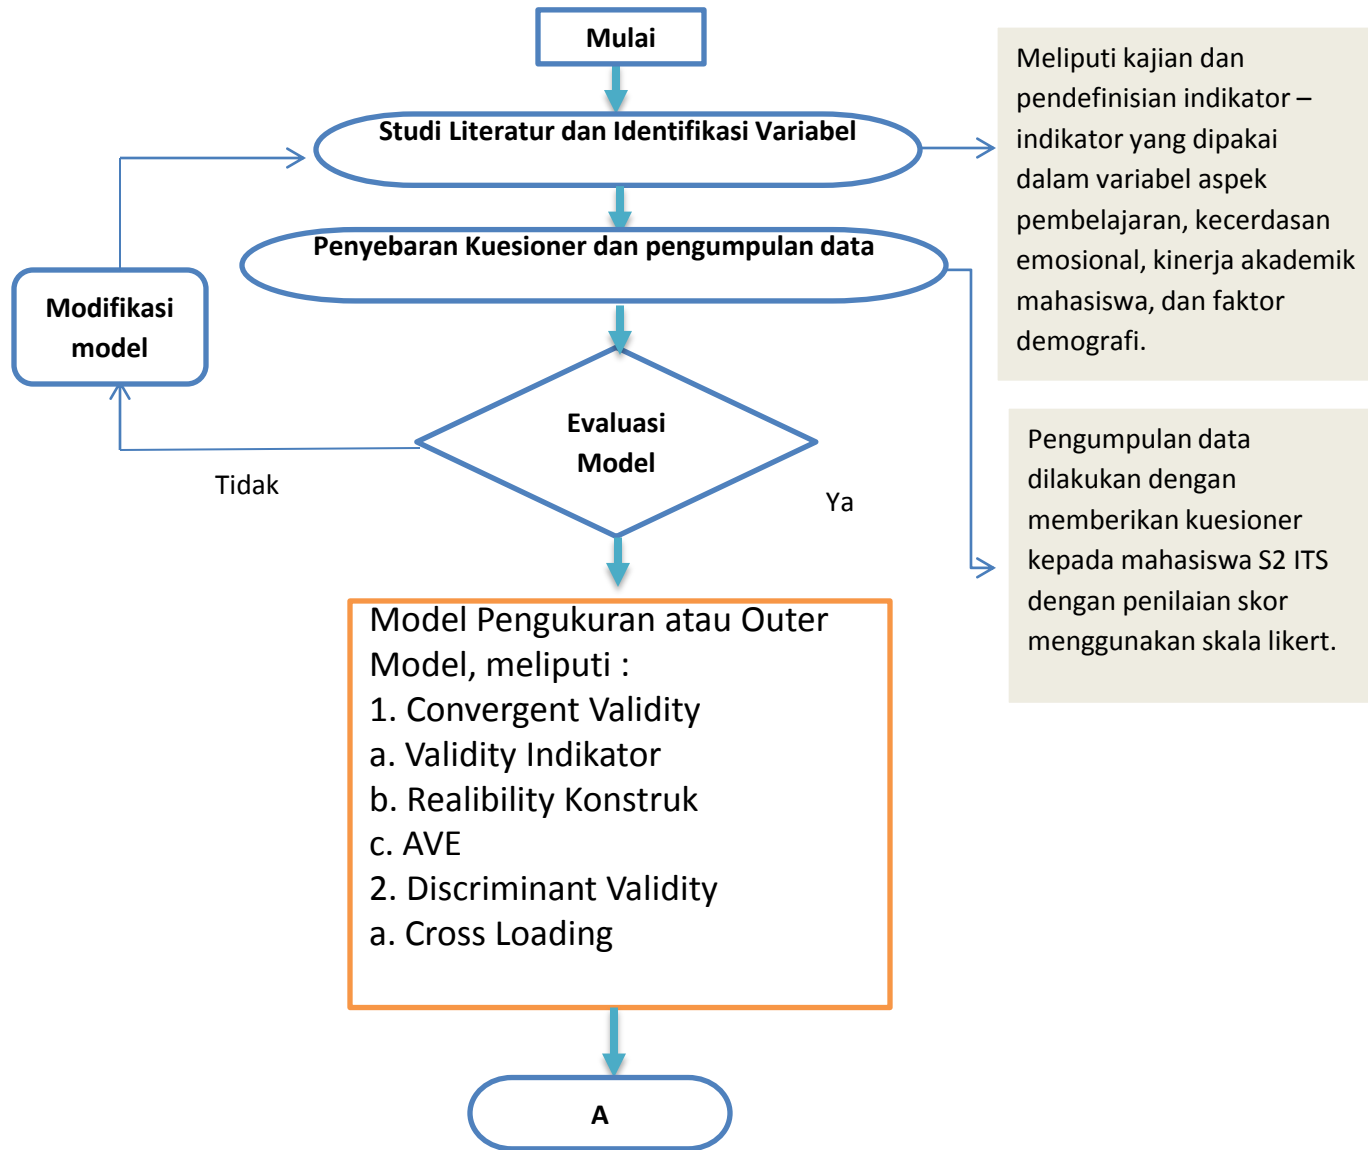 Mulai
Studi Literatur dan Identifikasi Variabel
Meliputi kajian dan
pendefinisian indikator –
indikator yang dipakai
dalam variabel aspek
pembelajaran, kecerdasan
emosional, kinerja akademik
mahasiswa, dan faktor
demografi.
Penyebaran Kuesioner dan pengumpulan data
Modifikasi
model
Evaluasi
Model
Tidak
Ya
Pengumpulan data
dilakukan dengan
memberikan kuesioner
kepada mahasiswa S2 ITS
dengan penilaian skor
menggunakan skala likert.
Model Pengukuran atau Outer
Model, meliputi :
1. Convergent Validity
a. Validity Indikator
b. Realibility Konstruk
c. AVE
2. Discriminant Validity
a. Cross Loading
A